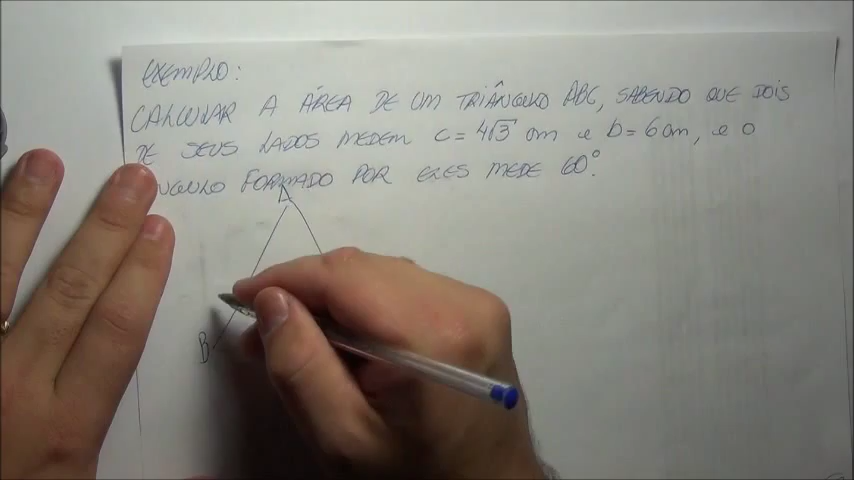 EXEMPLO:
CALCULAR A ÁREA DE UM TRIÂNGULO ABC, SABENDO QUE DOIS
DE SEUS LADOS MEDEM c = 4√3 cm e b = 6 cm, e o
ÂNGULO FORMADO POR ELES MEDE 60°.
A
B